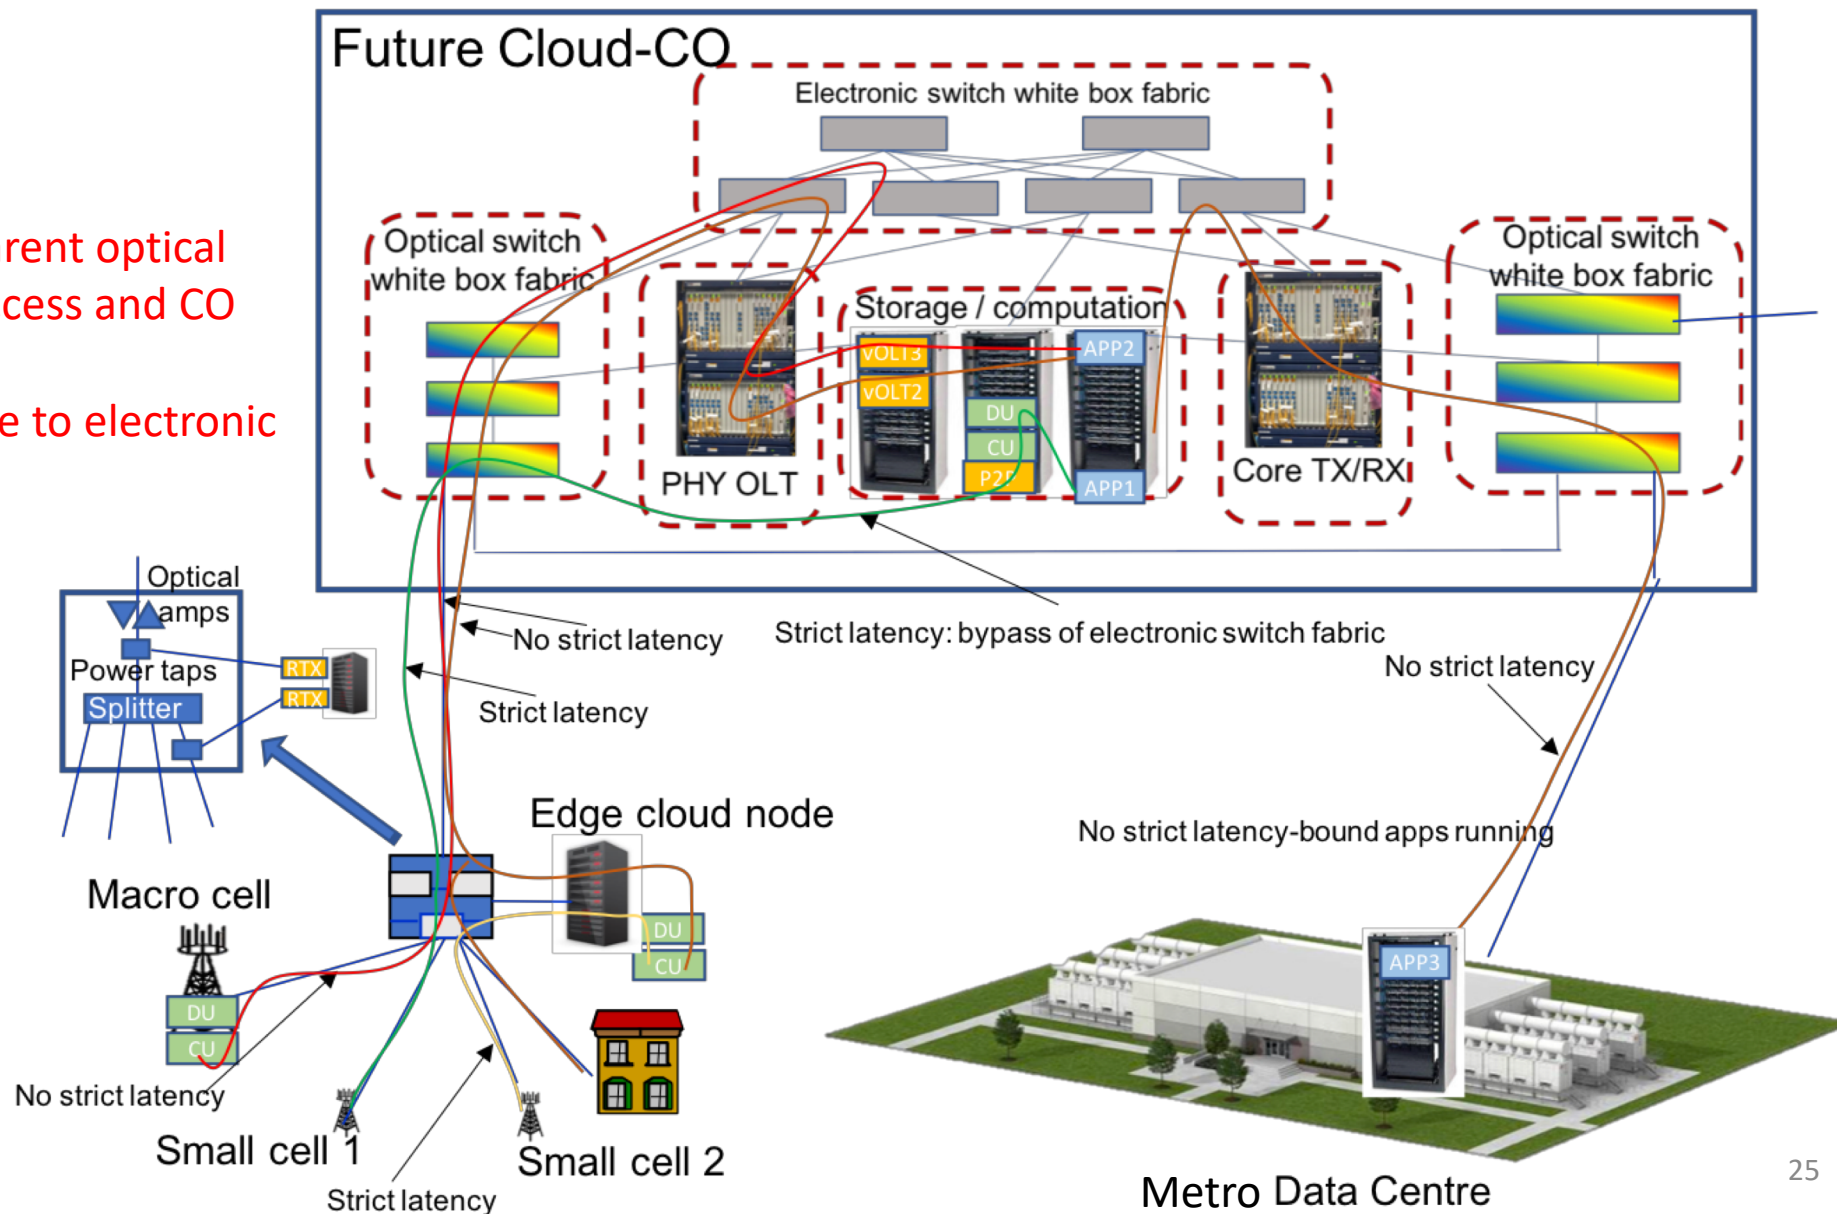 Future Cloud-CO
Electronic switch white box fabric
rent optical
cess and CO
e to electronic
Optical switch
white box fabric
Optical switch
white box fabric
Storage / computation
vOLT3
vOLT2
DU
CU
P2P
APP2
APP1
PHY OLT
Core TX/RX
Optical
amps
Power taps
Splitter
RTX
RTX
No strict latency
Strict latency: bypass of electronic switch fabric
No strict latency
Strict latency
Edge cloud node
No strict latency-bound apps running
Macro cell
DU
CU
DU
CU
APP3
No strict latency
Small cell 1
Small cell 2
Strict latency
Metro Data Centre
25